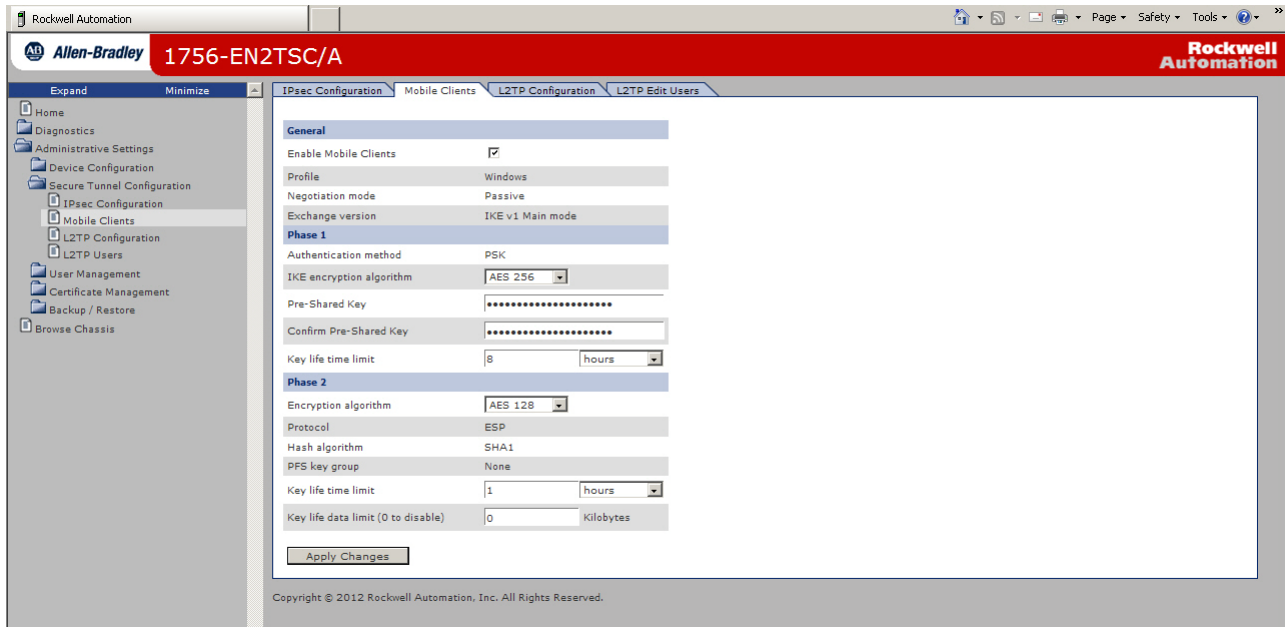 Rockwell Automation
Page Safety Tools »
AB Allen-Bradley 1756-EN2TSC/A Rockwell Automation
Expand Minimize
Home
Diagnostics
Administrative Settings
Device Configuration
Secure Tunnel Configuration
IPsec Configuration
Mobile Clients
L2TP Configuration
L2TP Users
User Management
Certificate Management
Backup / Restore
Browse Chassis
IPsec Configuration Mobile Clients L2TP Configuration L2TP Edit Users
General
Enable Mobile Clients
Profile Windows
Negotiation mode Passive
Exchange version IKE v1 Main mode
Phase 1
Authentication method PSK
IKE encryption algorithm AES 256
Pre-Shared Key •••••••••••••••••••••
Confirm Pre-Shared Key •••••••••••••••••••••
Key life time limit 8 hours
Phase 2
Encryption algorithm AES 128
Protocol ESP
Hash algorithm SHA1
PFS key group None
Key life time limit 1 hours
Key life data limit (0 to disable) 0 Kilobytes
Apply Changes
Copyright © 2012 Rockwell Automation, Inc. All Rights Reserved.